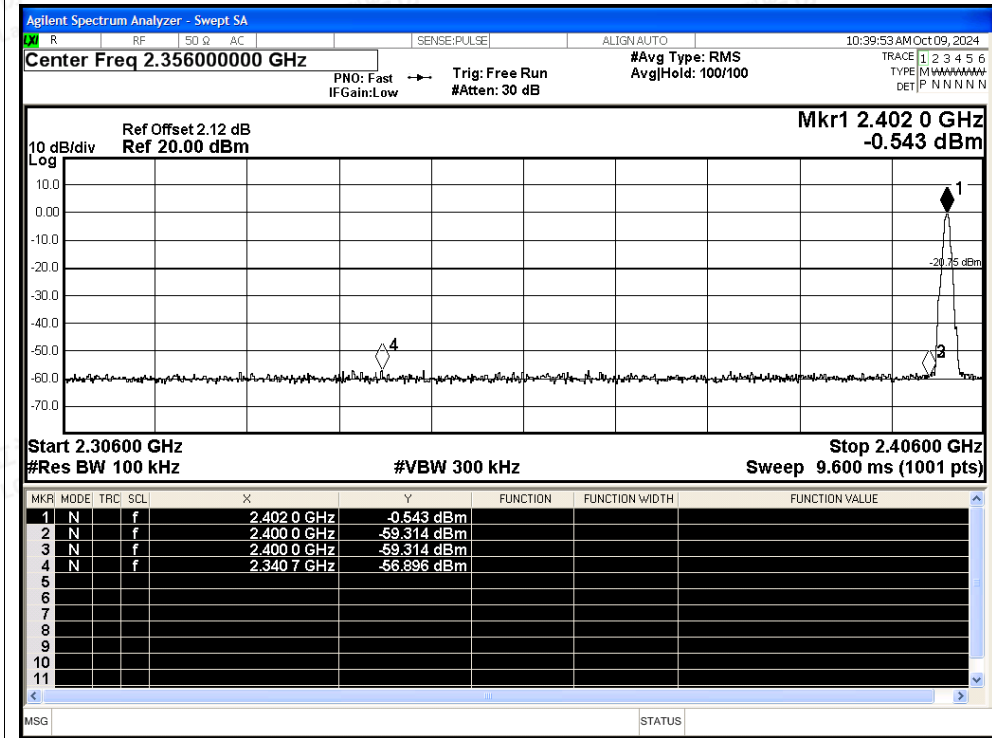 Agilent Spectrum Analyzer - Swept SA
LXI R RF 50 Ω AC SENSE:PULSE ALIGN AUTO 10:39:53 AM Oct 09, 2024
Center Freq 2.356000000 GHz
PNO: Fast
IFGain:Low
Trig: Free Run
#Atten: 30 dB
#Avg Type: RMS
Avg|Hold: 100/100
TRACE 1 2 3 4 5 6
TYPE M
DET P N N N N N
Ref Offset 2.12 dB
10 dB/div Ref 20.00 dBm
Log
Mkr1 2.402 0 GHz
-0.543 dBm
10.0
0.00
-10.0
-20.0
-30.0
-40.0
-50.0
-60.0
-70.0
1
-20.75 dBm
4
Start 2.30600 GHz Stop 2.40600 GHz
#Res BW 100 kHz #VBW 300 kHz Sweep 9.600 ms (1001 pts)
MKR MODE TRC SCL X Y FUNCTION FUNCTION WIDTH FUNCTION VALUE
1 N f 2.402 0 GHz -0.543 dBm
2 N f 2.400 0 GHz -59.314 dBm
3 N f 2.400 0 GHz -59.314 dBm
4 N f 2.340 7 GHz -56.896 dBm
5
6
7
8
9
10
11
MSG STATUS